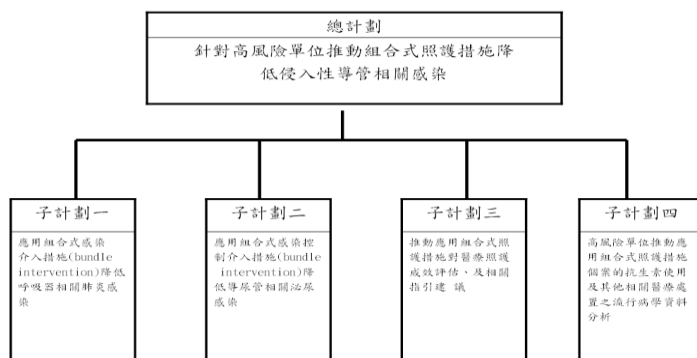 總計劃
針對高風險單位推動組合式照護措施降
低侵入性導管相關感染
子計劃一
應用組合式感染
介入措施(bundle
intervention)降低
呼吸器相關肺炎感
染
子計劃二
應用組合式感染控
制介入措施(bundle
intervention)降
低導尿管相關泌尿
感染
子計劃三
推動應用組合式照
護措施對醫療照護
成效評估、及相關
指引建 議
子計劃四
高風險單位推動應
用組合式照護措施
個案的抗生素使用
及其他相關醫療處
置之流行病學資料
分析